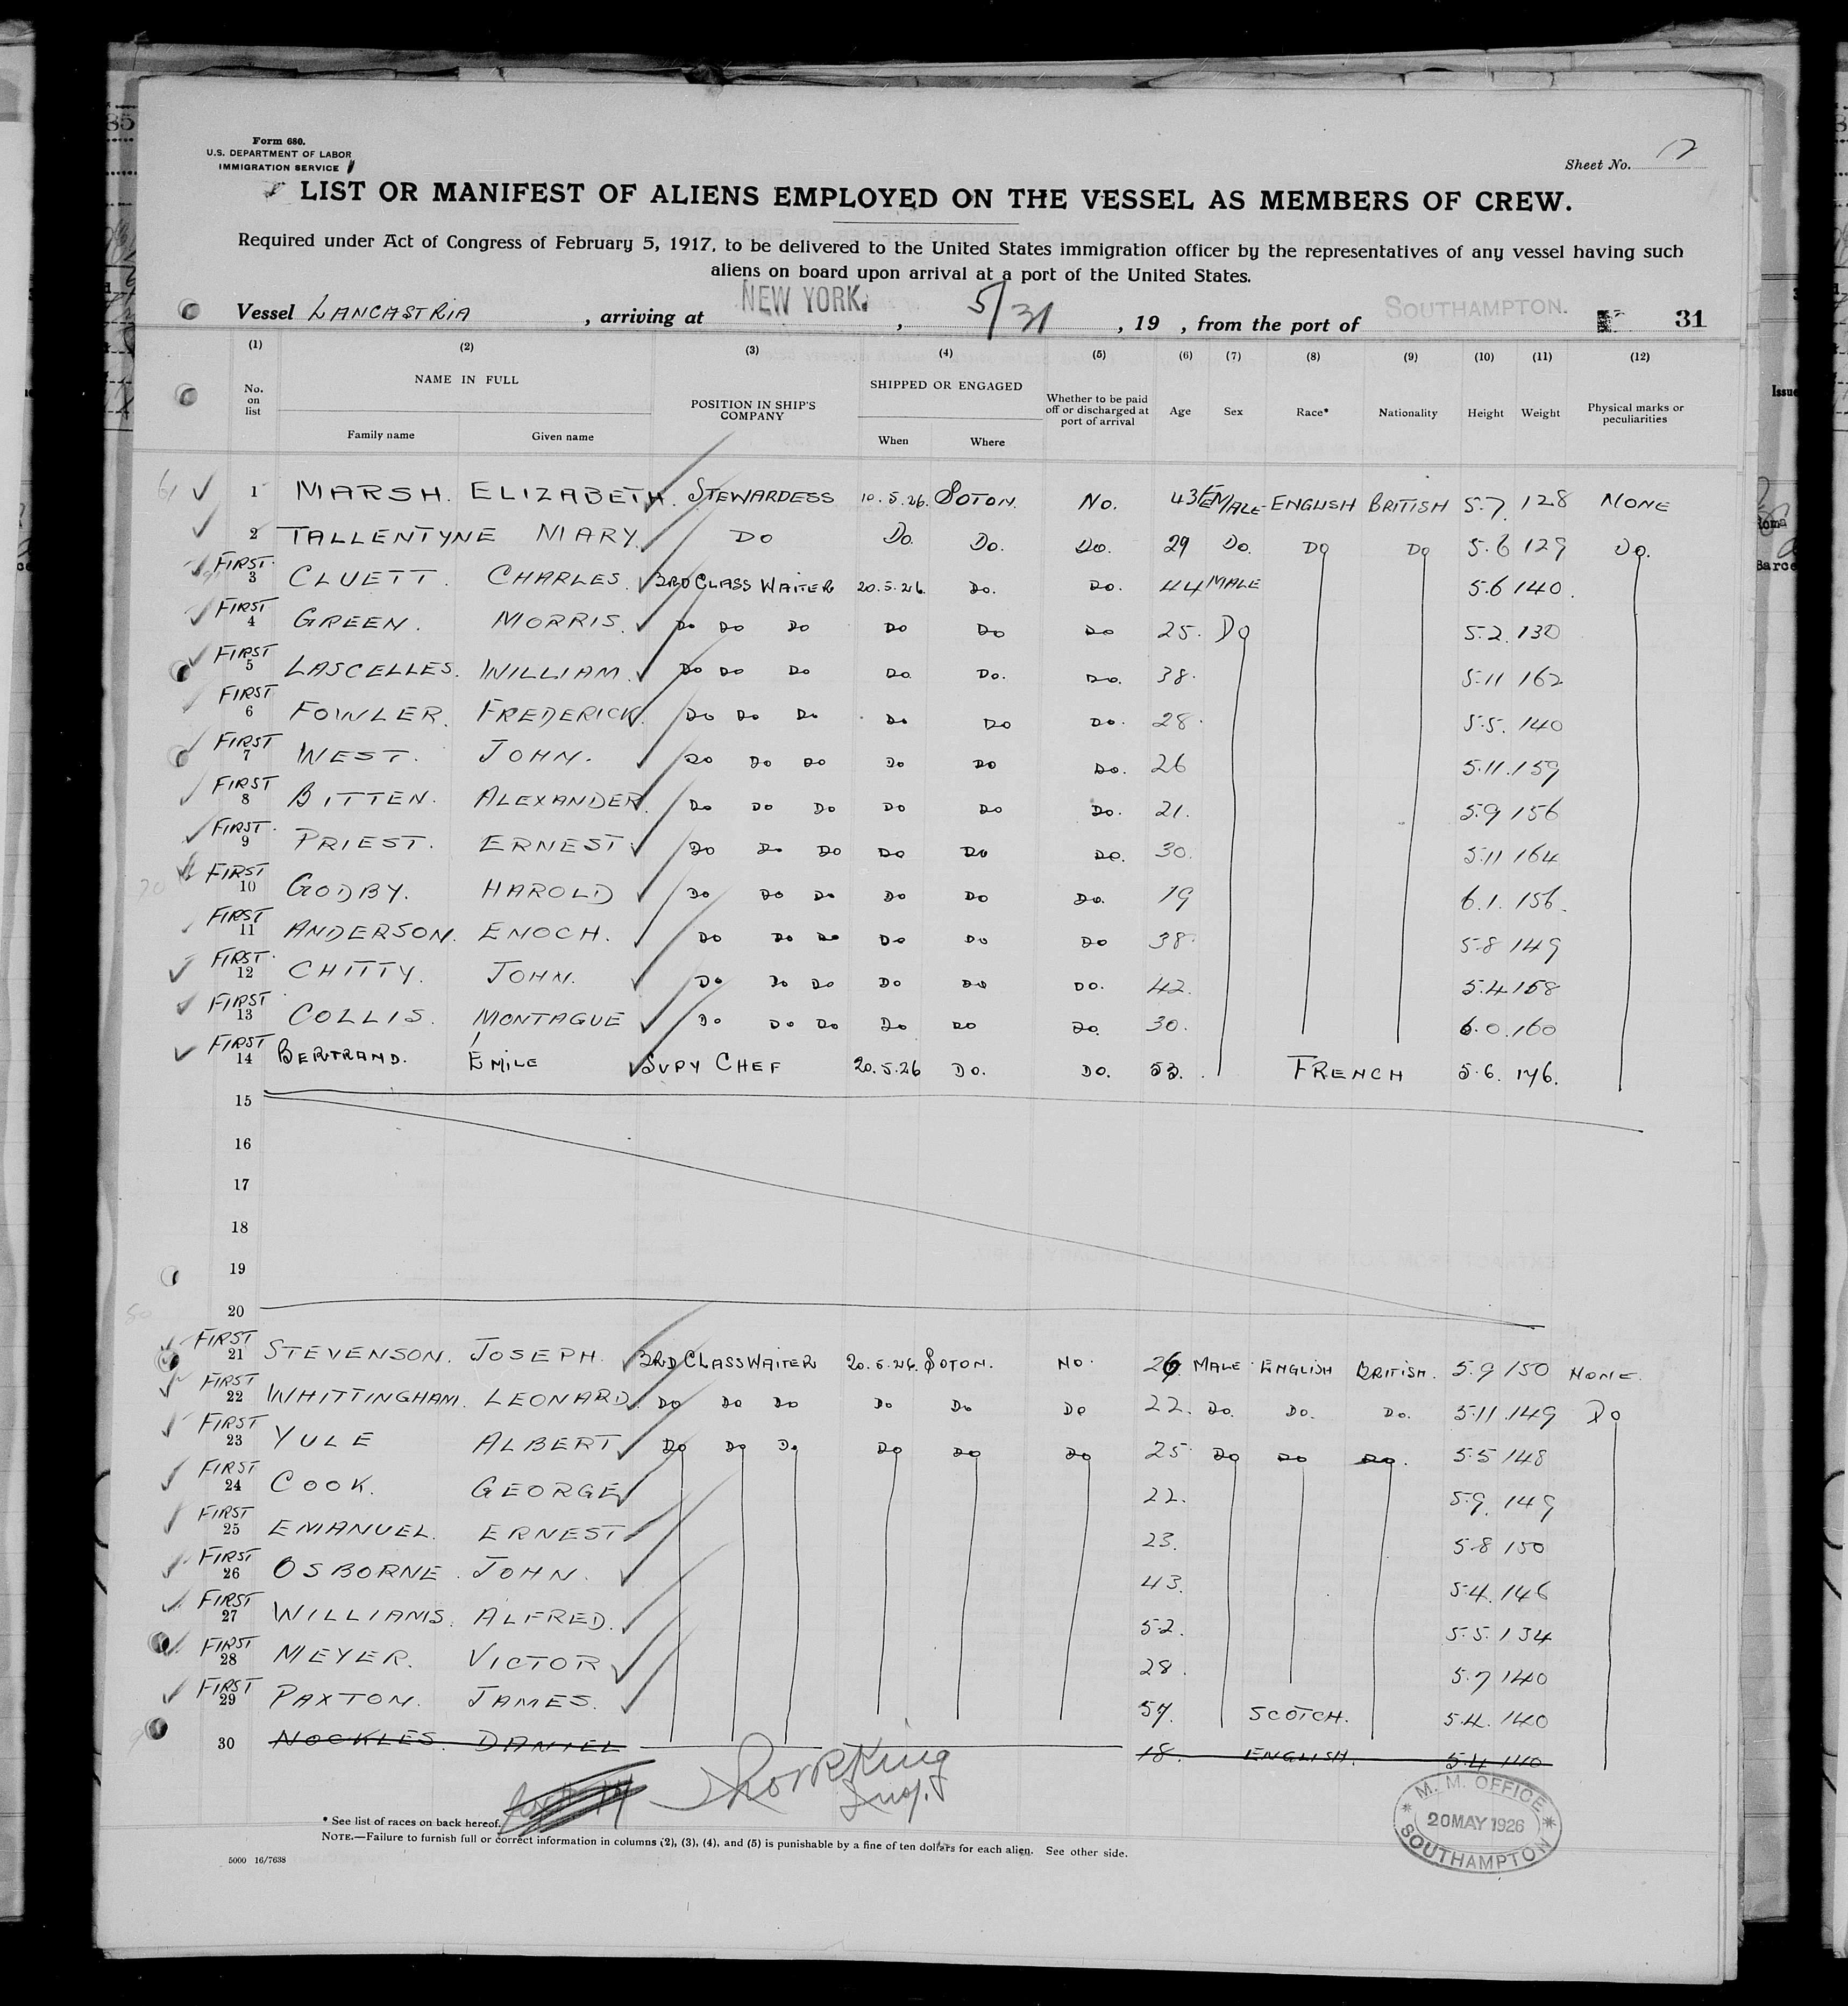 Form 680.
U.S. DEPARTMENT OF LABOR
IMMIGRATION SERVICE
Sheet No.
LIST OR MANIFEST OF ALIENS EMPLOYED ON THE VESSEL AS MEMBERS OF CREW.
Required under Act of Congress of February 5, 1917, to be delivered to the United States immigration officer by the representatives of any vessel having such
aliens on board upon arrival at a port of the United States.
Vessel LANCASTRIA , arriving at NEW YORK. , 5/31 , 19 , from the port of SOUTHAMPTON. 31
(1) (2) (3) (4) (5) (6) (7) (8) (9) (10) (11) (12)
No. on list NAME IN FULL Family name Given name POSITION IN SHIP'S COMPANY SHIPPED OR ENGAGED When Where Whether to be paid off or discharged at port of arrival Age Sex Race* Nationality Height Weight Physical marks or peculiarities
1 MARSH. ELIZABETH. STEWARDESS 10.5.26. SOTON. NO. 43 FEMALE ENGLISH BRITISH 5.7. 128 NONE
2 TALLENTYNE MARY. DO DO. DO. DO. 29 DO. DO DO 5.6 129 DO.
FIRST. 3 CLUETT. CHARLES. 3RD CLASS WAITER 20.5.26. DO. DO. 44 MALE 5.6 140.
FIRST 4 GREEN. MORRIS. DO DO DO DO DO DO 25. DO 5.2. 130
FIRST 5 LASCELLES. WILLIAM. DO DO DO DO. DO. DO. 38. 5.11 162
FIRST 6 FOWLER. FREDERICK. DO DO DO DO DO DO. 28. 5.5. 140
FIRST 7 WEST. JOHN. DO DO DO DO DO DO. 26 5.11. 159
FIRST 8 BITTEN. ALEXANDER. DO DO DO DO DO DO. 21. 5.9 156
FIRST. 9 PRIEST. ERNEST. DO DO DO DO DO DO. 30. 5.11 164
FIRST 10 GODBY. HAROLD DO DO DO DO DO DO. 19 6.1. 156.
FIRST 11 ANDERSON. ENOCH. DO DO DO DO DO DO 38. 5.8 149
FIRST. 12 CHITTY. JOHN. DO DO DO DO DO DO. 42. 5.4 158
FIRST 13 COLLIS. MONTAGUE DO DO DO DO DO DO. 30. 6.0. 160
FIRST 14 BERTRAND. ÉMILE SUPY CHEF 20.5.26 DO. DO. 53. FRENCH 5.6. 176.
15
16
17
18
19
20
FIRST 21 STEVENSON. JOSEPH. 3RD CLASS WAITER 20.5.26. SOTON. NO. 26 MALE ENGLISH BRITISH. 5.9 150 NONE.
FIRST 22 WHITTINGHAM. LEONARD. DO DO DO DO DO DO 22. DO. DO. DO. 5.11. 149 DO
FIRST 23 YULE ALBERT DO DO DO DO DO DO 25. DO DO DO. 5.5 148
FIRST 24 COOK. GEORGE 22. 5.9. 149
FIRST 25 EMANUEL. ERNEST 23. 5.8 150
FIRST 26 OSBORNE. JOHN. 43. 5.4. 146
FIRST 27 WILLIAMS. ALFRED. 52. 5.5. 134
FIRST 28 MEYER. VICTOR 28. 5.7 140
FIRST 29 PAXTON. JAMES. 57. SCOTCH. 5.4. 140
30 NOCKLES. DANIEL 18. ENGLISH. 5.4 140
M. M. OFFICE
20 MAY 1926
SOUTHAMPTON
* See list of races on back hereof.
NOTE.—Failure to furnish full or correct information in columns (2), (3), (4), and (5) is punishable by a fine of ten dollars for each alien. See other side.
5000 16/7638